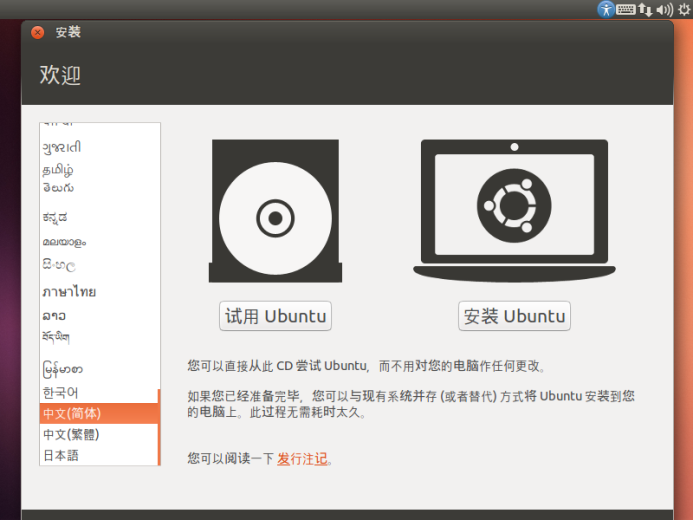 安装
欢迎
ગુજરાતી
தமிழ்
తెలుగు
ಕನ್ನಡ
മലയാളം
සිංහල
ภาษาไทย
ລາວ
བོད་ཡིག
မြန်မာစာ
한국어
中文(简体)
中文(繁體)
日本語
试用 Ubuntu
安装 Ubuntu
您可以直接从此 CD 尝试 Ubuntu，而不用对您的电脑作任何更改。
如果您已经准备完毕，您可以与现有系统并存 (或者替代) 方式将 Ubuntu 安装到您
的电脑上。此过程无需耗时太久。
您可以阅读一下 发行注记。